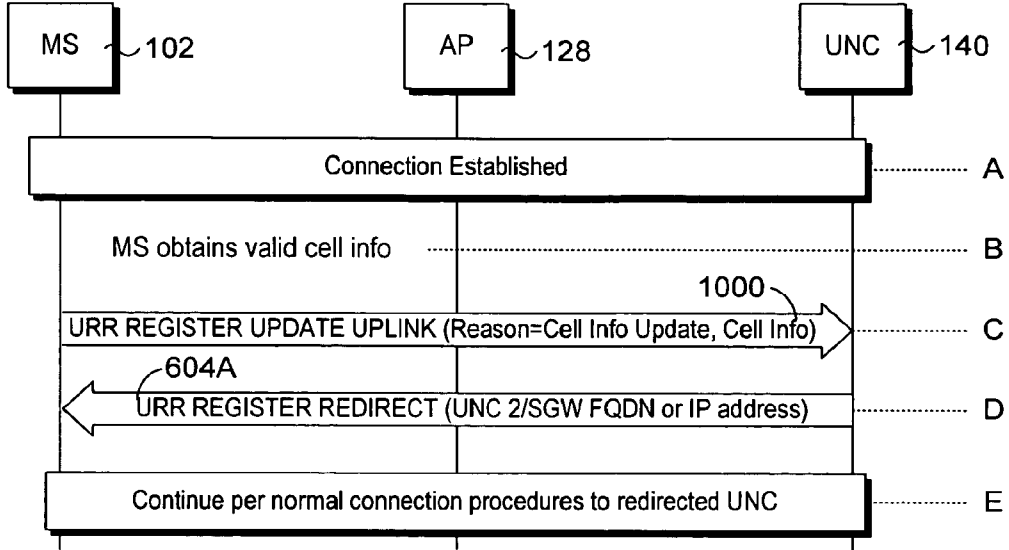 MS 102
AP 128
UNC 140
Connection Established A
MS obtains valid cell info B
1000
URR REGISTER UPDATE UPLINK (Reason=Cell Info Update, Cell Info) C
604A
URR REGISTER REDIRECT (UNC 2/SGW FQDN or IP address) D
Continue per normal connection procedures to redirected UNC E